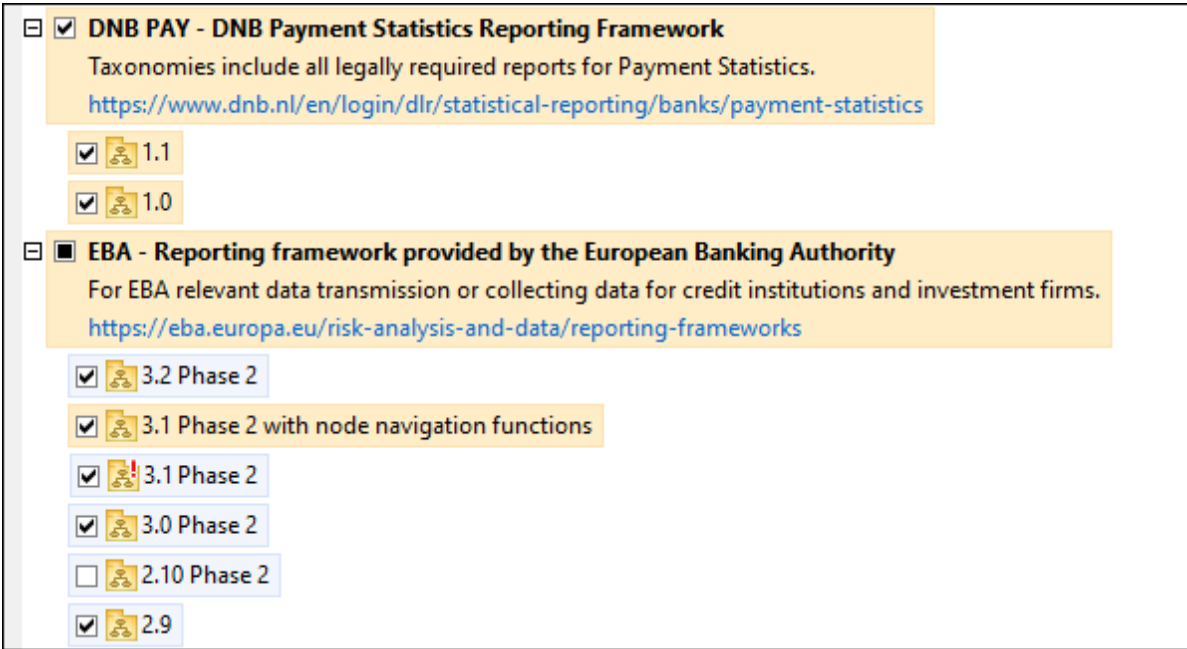 DNB PAY - DNB Payment Statistics Reporting Framework
Taxonomies include all legally required reports for Payment Statistics.
https://www.dnb.nl/en/login/dlr/statistical-reporting/banks/payment-statistics
1.1
1.0
EBA - Reporting framework provided by the European Banking Authority
For EBA relevant data transmission or collecting data for credit institutions and investment firms.
https://eba.europa.eu/risk-analysis-and-data/reporting-frameworks
3.2 Phase 2
3.1 Phase 2 with node navigation functions
3.1 Phase 2
3.0 Phase 2
2.10 Phase 2
2.9